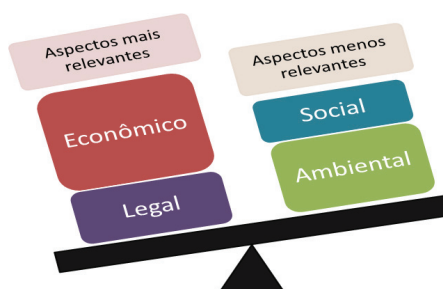 Aspectos mais
relevantes
Econômico
Legal
Aspectos menos
relevantes
Social
Ambiental